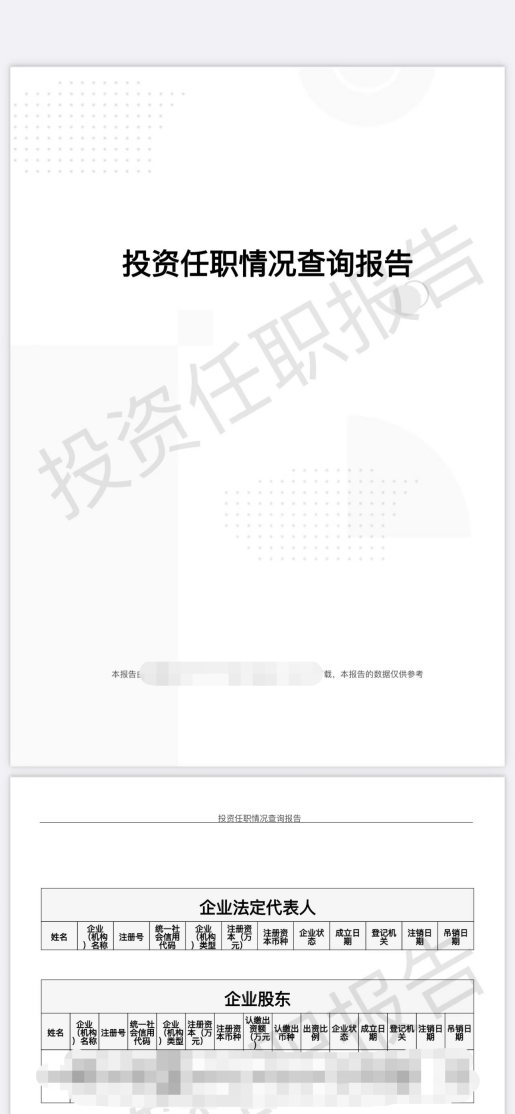 投资任职情况查询报告
投资任职报告
本报告
载，本报告的数据仅供参考
投资任职情况查询报告
企业法定代表人
姓名 企业（机构）名称 注册号 统一社会信用代码 企业（机构）类型 注册资本（万元） 注册资本币种 企业状态 成立日期 登记机关 注销日期 吊销日期
企业股东
姓名 企业（机构）名称 注册号 统一社会信用代码 企业（机构）类型 注册资本（万元） 注册资本币种 认缴出资额（万元） 认缴出币种 出资比例 企业状态 成立日期 登记机关 注销日期 吊销日期
职报告